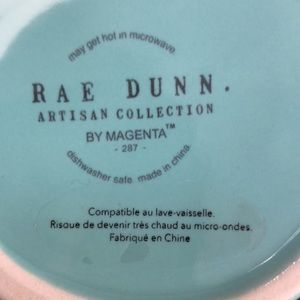 may get hot in microwave
RAE DUNN.
ARTISAN COLLECTION
BY MAGENTA™
- 287 -
dishwasher safe. made in china
Compatible au lave-vaisselle.
Risque de devenir très chaud au micro-ondes.
Fabriqué en Chine